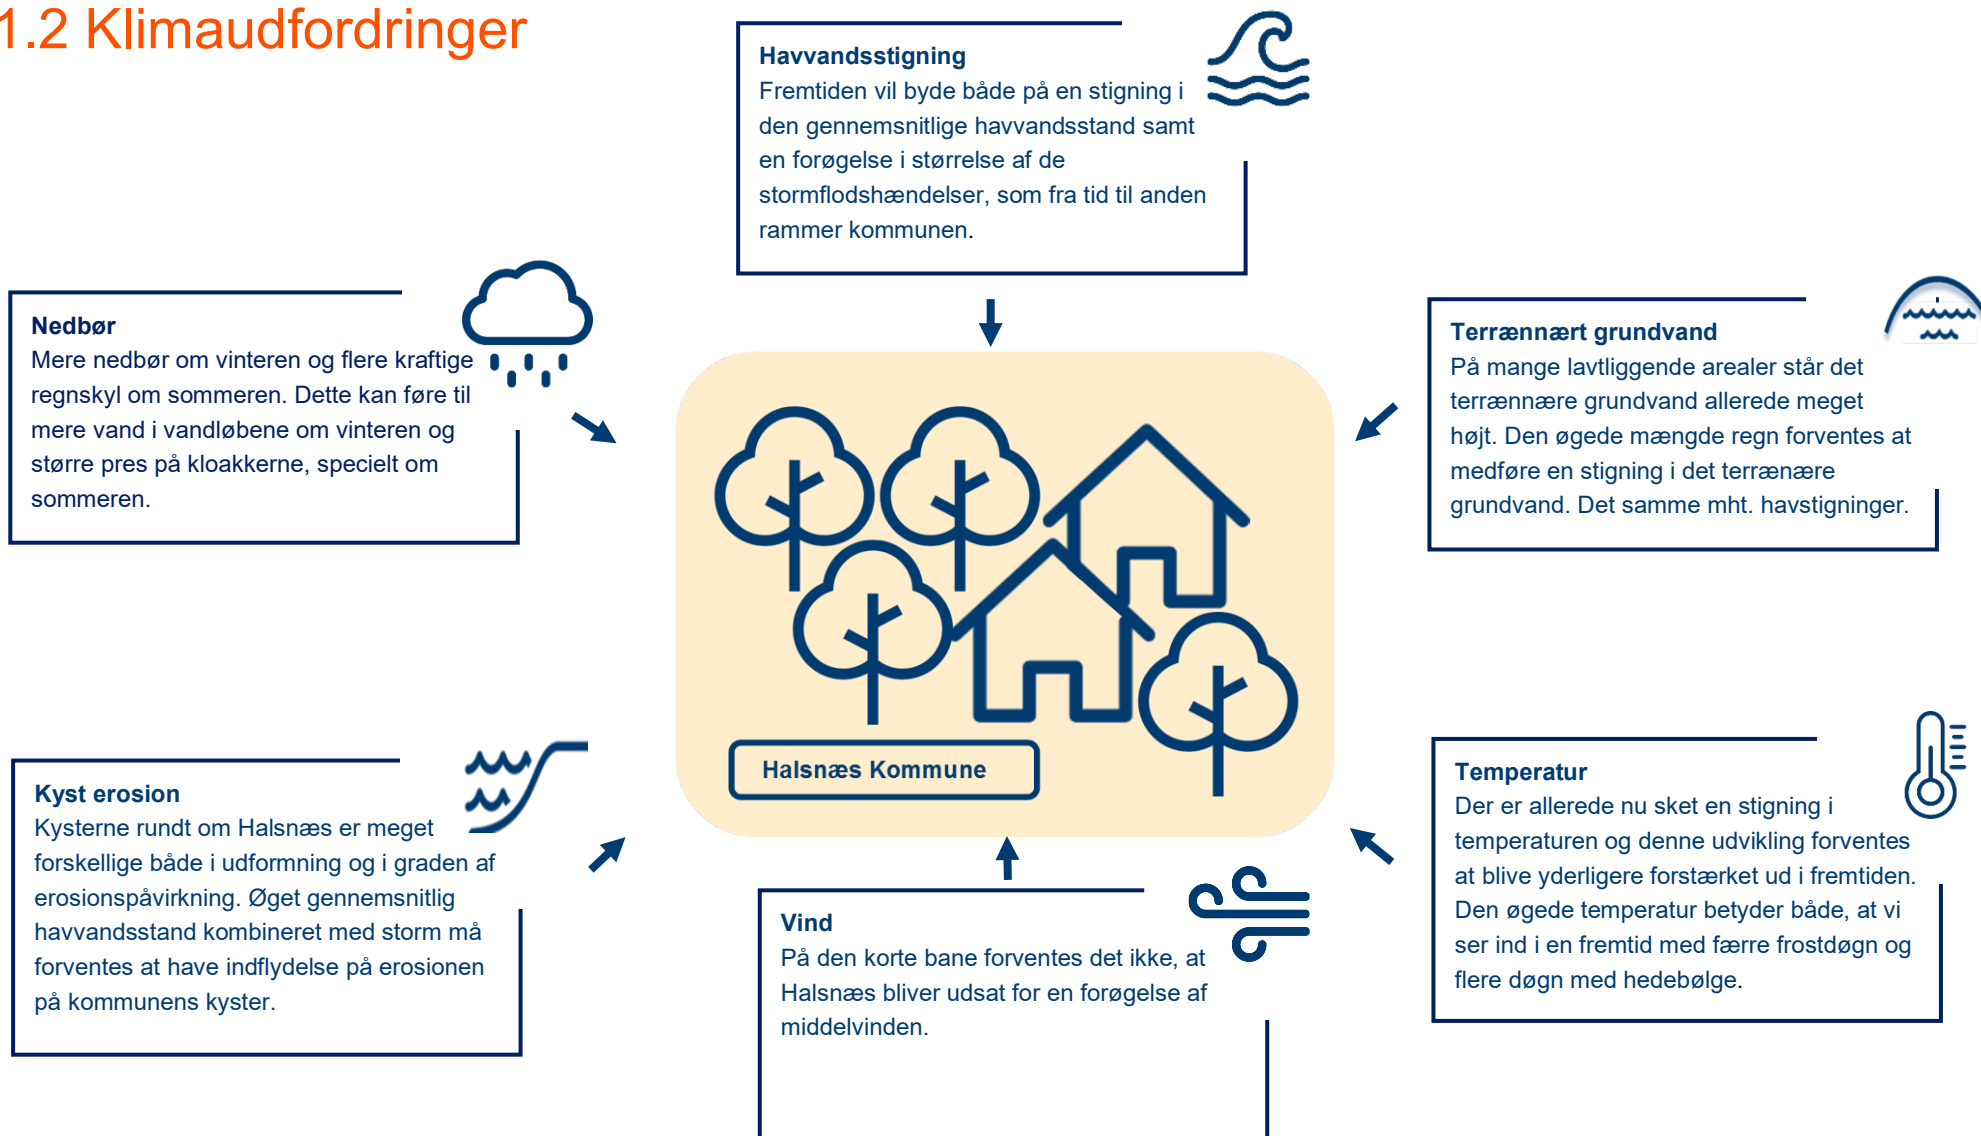 1.2 Klimaudfordringer
Havvandsstigning
Fremtiden vil byde både på en stigning i
den gennemsnitlige havvandsstand samt
en forøgelse i størrelse af de
stormflodshændelser, som fra tid til anden
rammer kommunen.
Nedbør
Mere nedbør om vinteren og flere kraftige
regnskyl om sommeren. Dette kan føre til
mere vand i vandløbene om vinteren og
større pres på kloakkerne, specielt om
sommeren.
Terrænnært grundvand
På mange lavtliggende arealer står det
terrænnære grundvand allerede meget
højt. Den øgede mængde regn forventes at
medføre en stigning i det terrænære
grundvand. Det samme mht. havstigninger.
Halsnæs Kommune
Kyst erosion
Kysterne rundt om Halsnæs er meget
forskellige både i udformning og i graden af
erosionspåvirkning. Øget gennemsnitlig
havvandsstand kombineret med storm må
forventes at have indflydelse på erosionen
på kommunens kyster.
Vind
På den korte bane forventes det ikke, at
Halsnæs bliver udsat for en forøgelse af
middelvinden.
Temperatur
Der er allerede nu sket en stigning i
temperaturen og denne udvikling forventes
at blive yderligere forstærket ud i fremtiden.
Den øgede temperatur betyder både, at vi
ser ind i en fremtid med færre frostdøgn og
flere døgn med hedebølge.